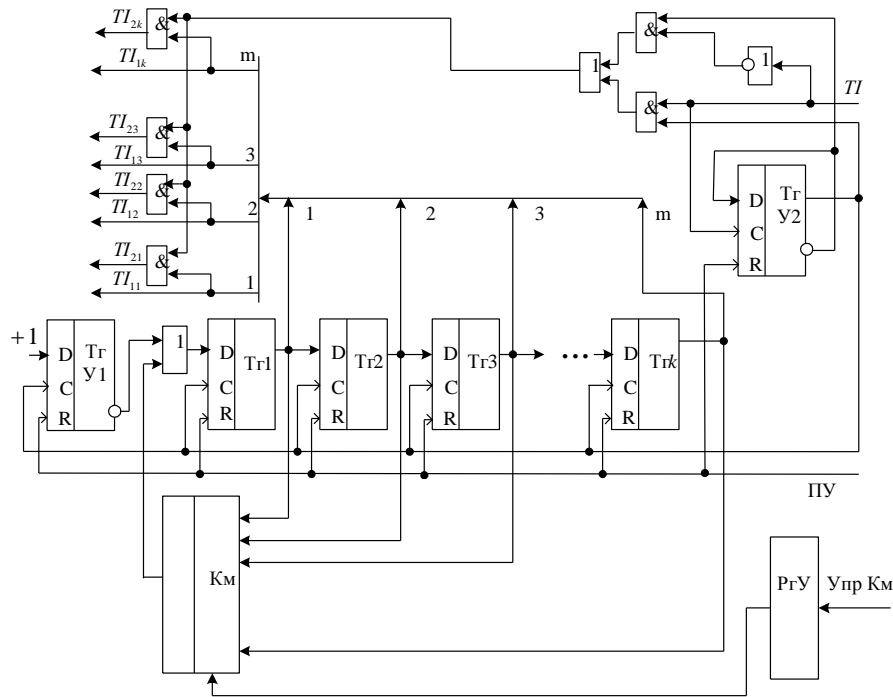 TI2k & m &
TI1k 1 1 TI
&
TI23 &
TI13 3
TI22 & D Тг У2
TI12 2 1 2 3 m C
TI21 & R
TI11 1
+1 D Тг У1 1 D Тг1 D Тг2 D Тг3 ... D Тгk
C C C C C
R R R R R
ПУ
Км РгУ Упр Км